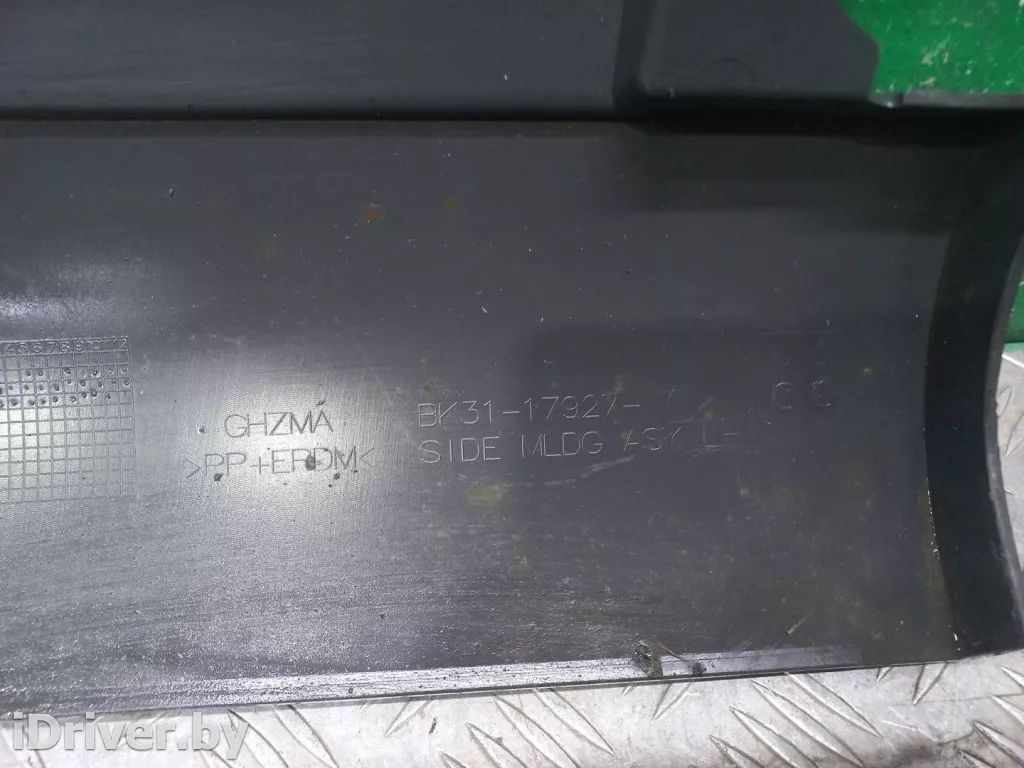 GHZMA
>PP+EPDM<
BK31-17927-
SIDE MLDG ASY LH
iDriver.by